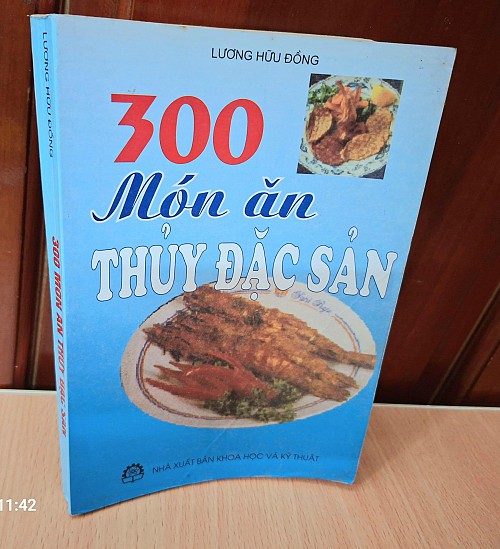 LƯƠNG HỮU ĐỒNG
300
Món ăn
THỦY ĐẶC SẢN
NHÀ XUẤT BẢN KHOA HỌC VÀ KỸ THUẬT
LƯƠNG HỮU ĐỒNG
300 MÓN ĂN THỦY ĐẶC SẢN
11:42